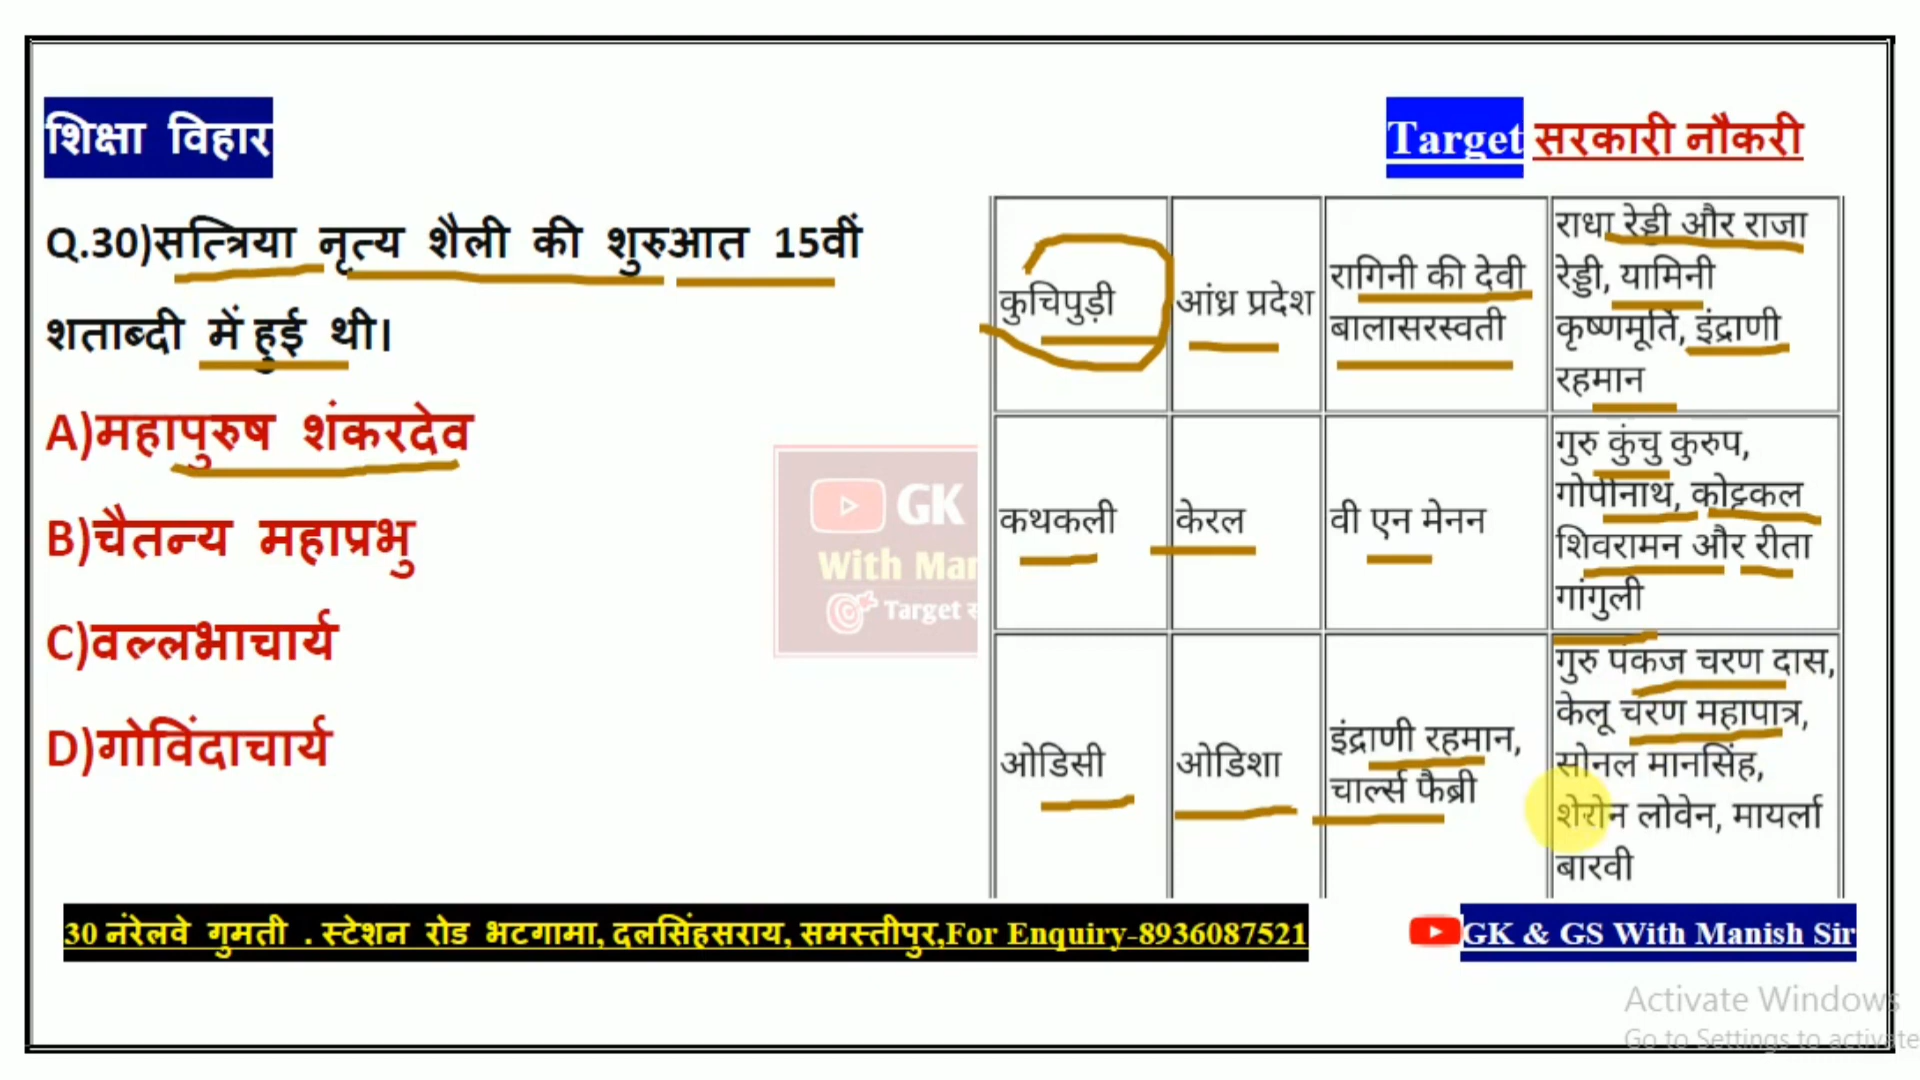 शिक्षा विहार
Target सरकारी नौकरी
Q.30)सत्त्रिया नृत्य शैली की शुरुआत 15वीं
शताब्दी में हुई थी।
A)महापुरुष शंकरदेव
B)चैतन्य महाप्रभु
C)वल्लभाचार्य
D)गोविंदाचार्य
GK
With Man
Target
कुचिपुड़ी
आंध्र प्रदेश
रागिनी की देवी
बालासरस्वती
राधा रेड्डी और राजा
रेड्डी, यामिनी
कृष्णमूर्ति, इंद्राणी
रहमान
कथकली
केरल
वी एन मेनन
गुरु कुंचु कुरुप,
गोपीनाथ, कोट्टकल
शिवरामन और रीता
गांगुली
ओडिसी
ओडिशा
इंद्राणी रहमान,
चार्ल्स फैब्री
गुरु पंकज चरण दास,
केलू चरण महापात्र,
सोनल मानसिंह,
शेरोन लोवेन, मायर्ला
बारवी
30 नंरेलवे गुमती . स्टेशन रोड भटगामा, दलसिंहसराय, समस्तीपुर,For Enquiry-8936087521
GK & GS With Manish Sir
Activate Windows
Go to Settings to activate